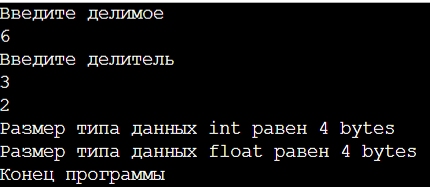 Введите делимое
6
Введите делитель
3
2
Размер типа данных int равен 4 bytes
Размер типа данных float равен 4 bytes
Конец программы